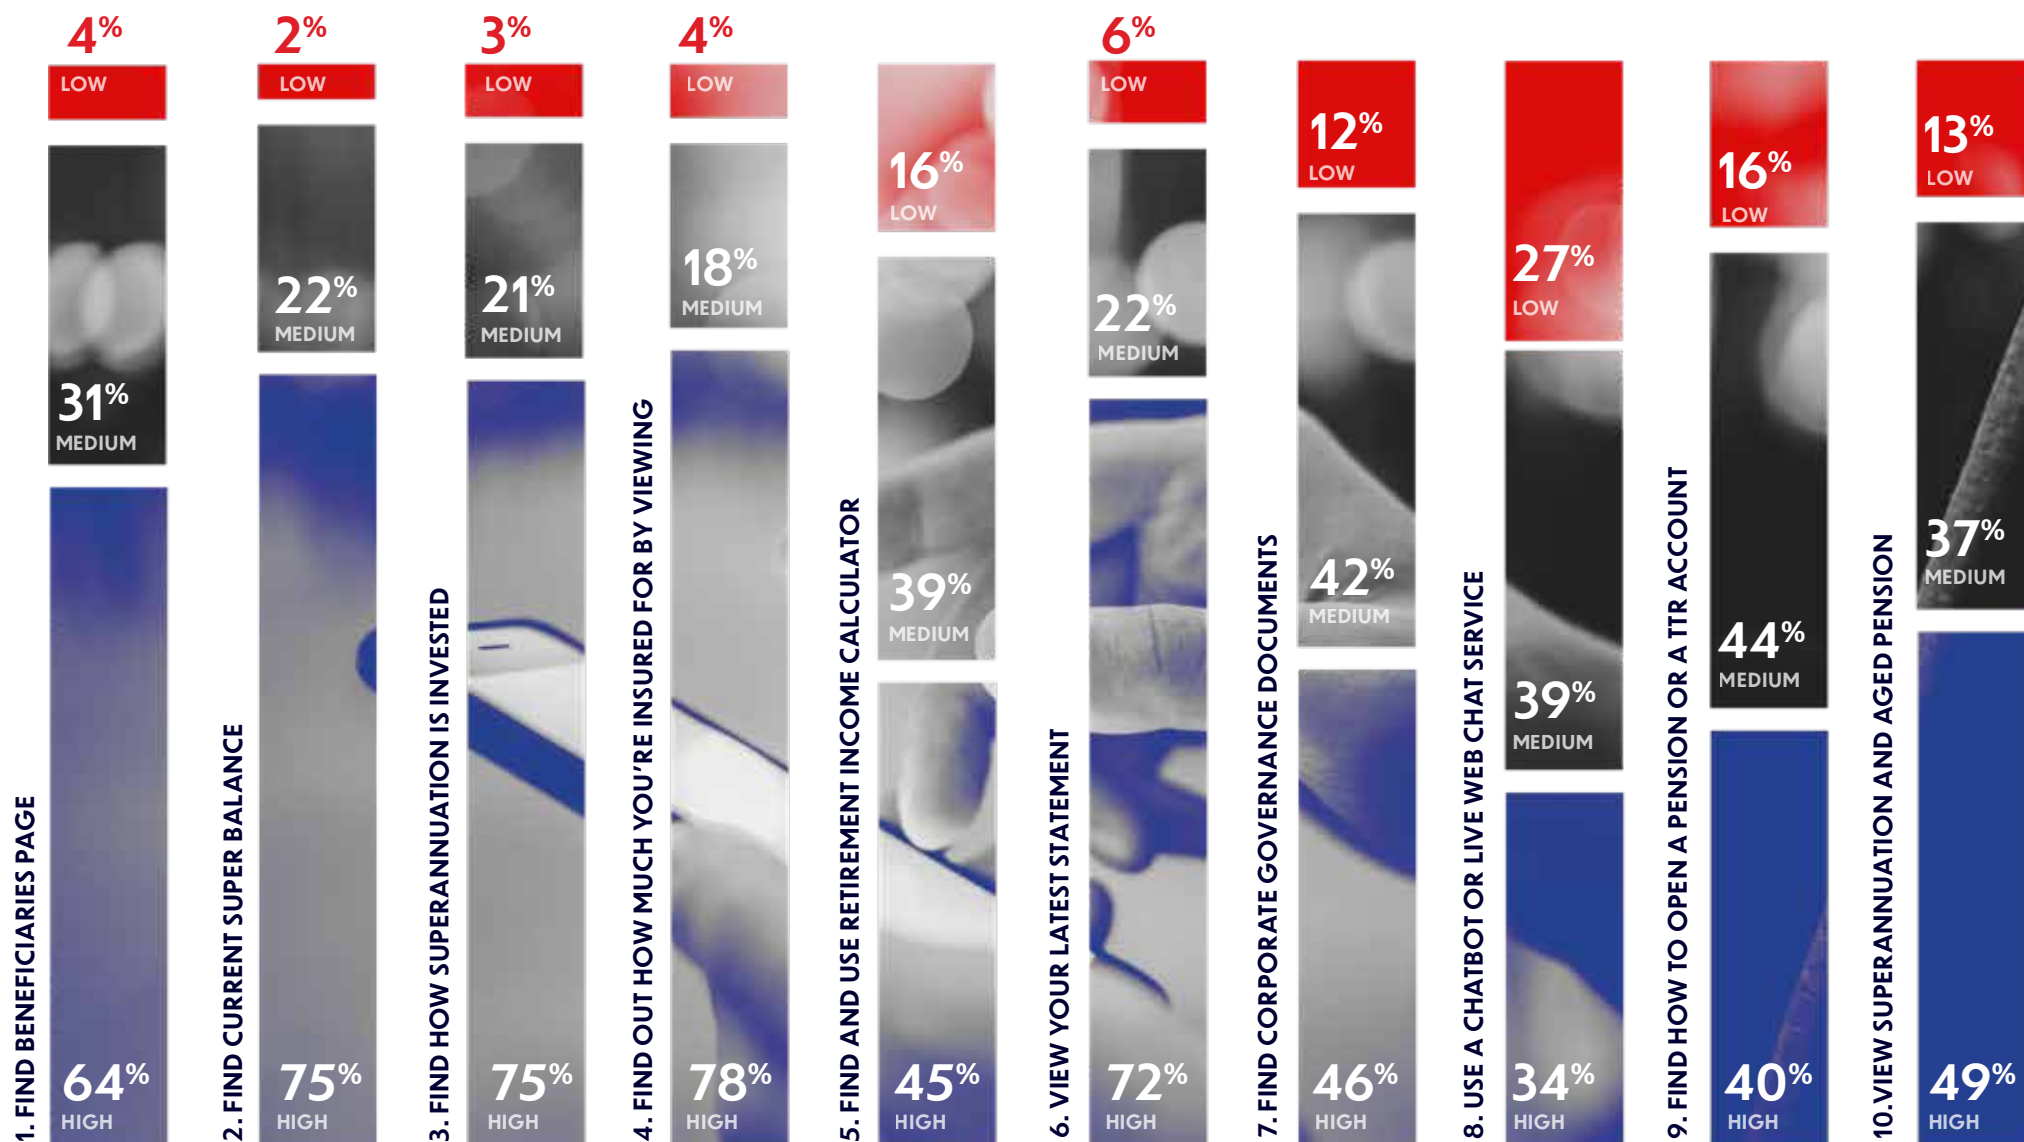 1. FIND BENEFICIARIES PAGE
4%
LOW
31%
MEDIUM
64%
HIGH
2. FIND CURRENT SUPER BALANCE
2%
LOW
22%
MEDIUM
75%
HIGH
3. FIND HOW SUPERANNUATION IS INVESTED
3%
LOW
21%
MEDIUM
75%
HIGH
4. FIND OUT HOW MUCH YOU'RE INSURED FOR BY VIEWING
4%
LOW
18%
MEDIUM
78%
HIGH
5. FIND AND USE RETIREMENT INCOME CALCULATOR
16%
LOW
39%
MEDIUM
45%
HIGH
6. VIEW YOUR LATEST STATEMENT
6%
LOW
22%
MEDIUM
72%
HIGH
7. FIND CORPORATE GOVERNANCE DOCUMENTS
12%
LOW
42%
MEDIUM
46%
HIGH
8. USE A CHATBOT OR LIVE WEB CHAT SERVICE
27%
LOW
39%
MEDIUM
34%
HIGH
9. FIND HOW TO OPEN A PENSION OR A TTR ACCOUNT
16%
LOW
44%
MEDIUM
40%
HIGH
10.VIEW SUPERANNUATION AND AGED PENSION
13%
LOW
37%
MEDIUM
49%
HIGH